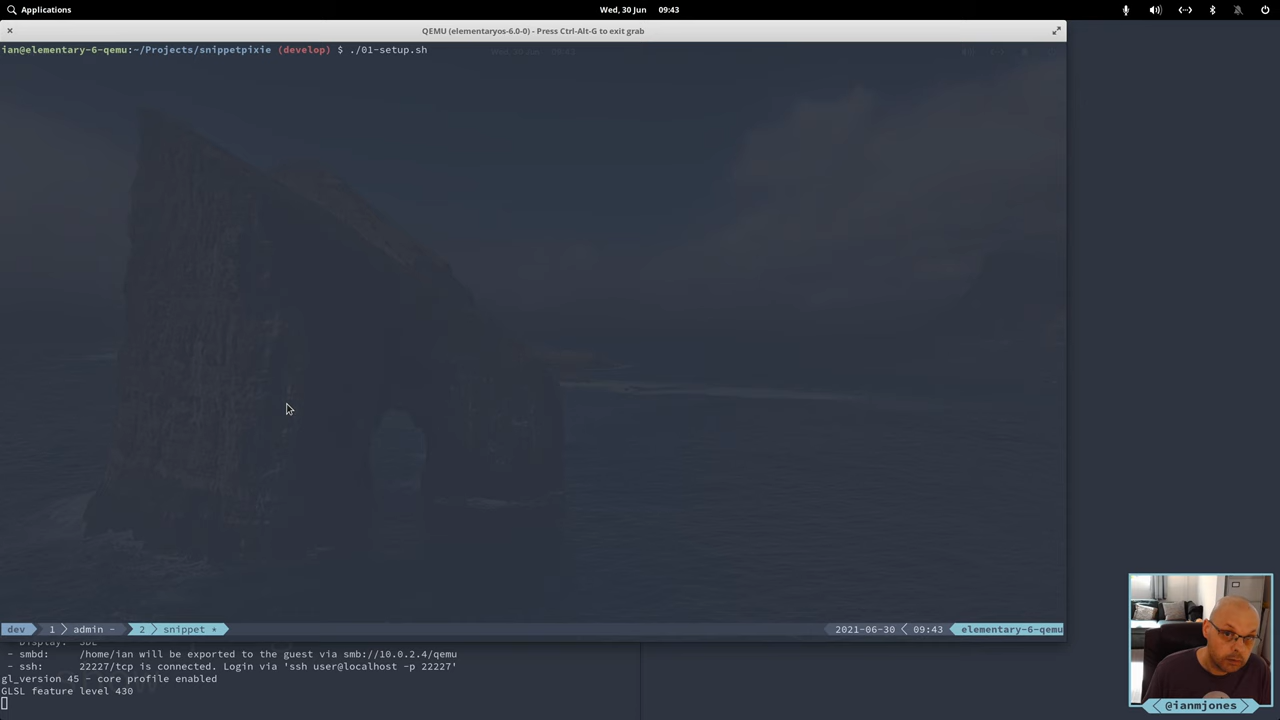 Applications
Wed, 30 Jun 09:43
QEMU (elementaryos-6.0-0) - Press Ctrl-Alt-G to exit grab
ian@elementary-6-qemu:~/Projects/snippetpixie (develop) $ ./01-setup.sh
dev 1 admin - 2 snippet * 2021-06-30 09:43 elementary-6-qemu
- smbd: /home/ian will be exported to the guest via smb://10.0.2.4/qemu
- ssh: 22227/tcp is connected. Login via 'ssh user@localhost -p 22227'
gl_version 45 - core profile enabled
GLSL feature level 430
@ianmjones